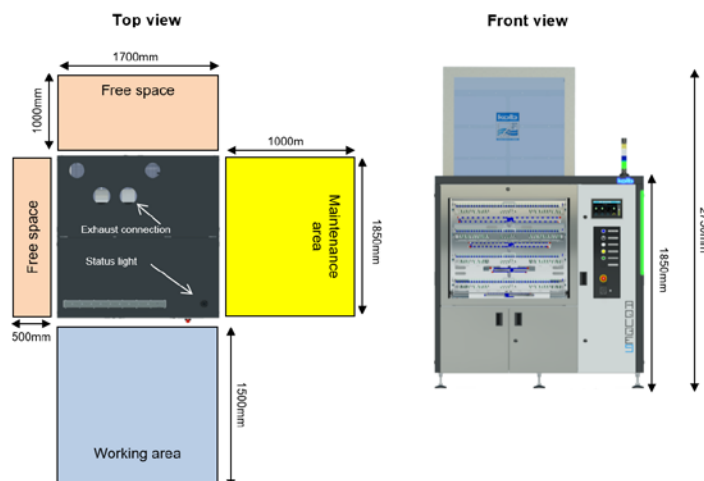 Top view
Front view
1700mm
1000mm
Free space
1000m
Free space
Exhaust connection
Status light
Maintenance
area
1850mm
500mm
1500mm
Working area
kolb
1850mm